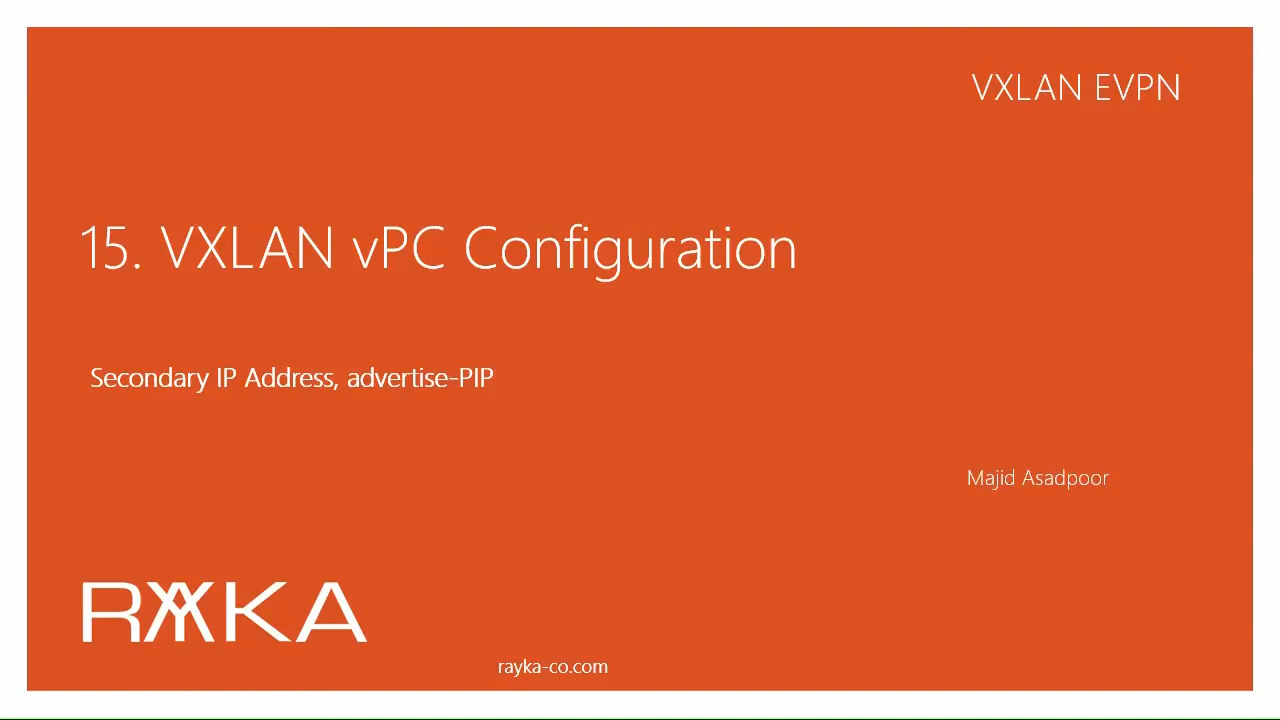 VXLAN EVPN
15. VXLAN vPC Configuration
Secondary IP Address, advertise-PIP
Majid Asadpoor
RAYKA
rayka-co.com